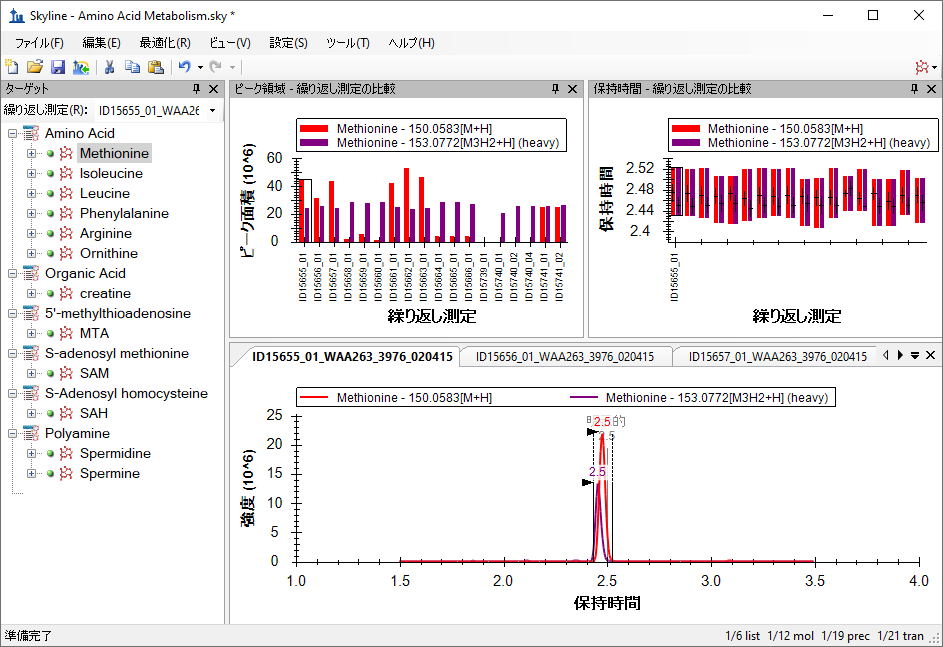 Skyline - Amino Acid Metabolism.sky *
ファイル(F) 編集(E) 最適化(R) ビュー(V) 設定(S) ツール(T) ヘルプ(H)
ターゲット
繰り返し測定(R): ID15655_01_WAA26
Amino Acid
Methionine
Isoleucine
Leucine
Phenylalanine
Arginine
Ornithine
Organic Acid
creatine
5'-methylthioadenosine
MTA
S-adenosyl methionine
SAM
S-Adenosyl homocysteine
SAH
Polyamine
Spermidine
Spermine
ピーク領域 - 繰り返し測定の比較
Methionine - 150.0583[M+H]
Methionine - 153.0772[M3H2+H] (heavy)
ピーク面積 (10^6)
60
40
20
0
ID15655_01
ID15656_01
ID15657_01
ID15658_01
ID15659_01
ID15660_01
ID15661_01
ID15662_01
ID15663_01
ID15664_01
ID15665_01
ID15666_01
ID15739_01
ID15740_01
ID15740_02
ID15740_04
ID15741_01
ID15741_02
繰り返し測定
保持時間 - 繰り返し測定の比較
Methionine - 150.0583[M+H]
Methionine - 153.0772[M3H2+H] (heavy)
保持時間
2.52
2.48
2.44
2.4
ID15655_01
繰り返し測定
ID15655_01_WAA263_3976_020415 ID15656_01_WAA263_3976_020415 ID15657_01_WAA263_3976_020415
Methionine - 150.0583[M+H] Methionine - 153.0772[M3H2+H] (heavy)
強度 (10^6)
25
20
15
10
5
0
2.5
2.5
2.5
1.0 1.5 2.0 2.5 3.0 3.5 4.0
保持時間
準備完了 1/6 list 1/12 mol 1/19 prec 1/21 tran